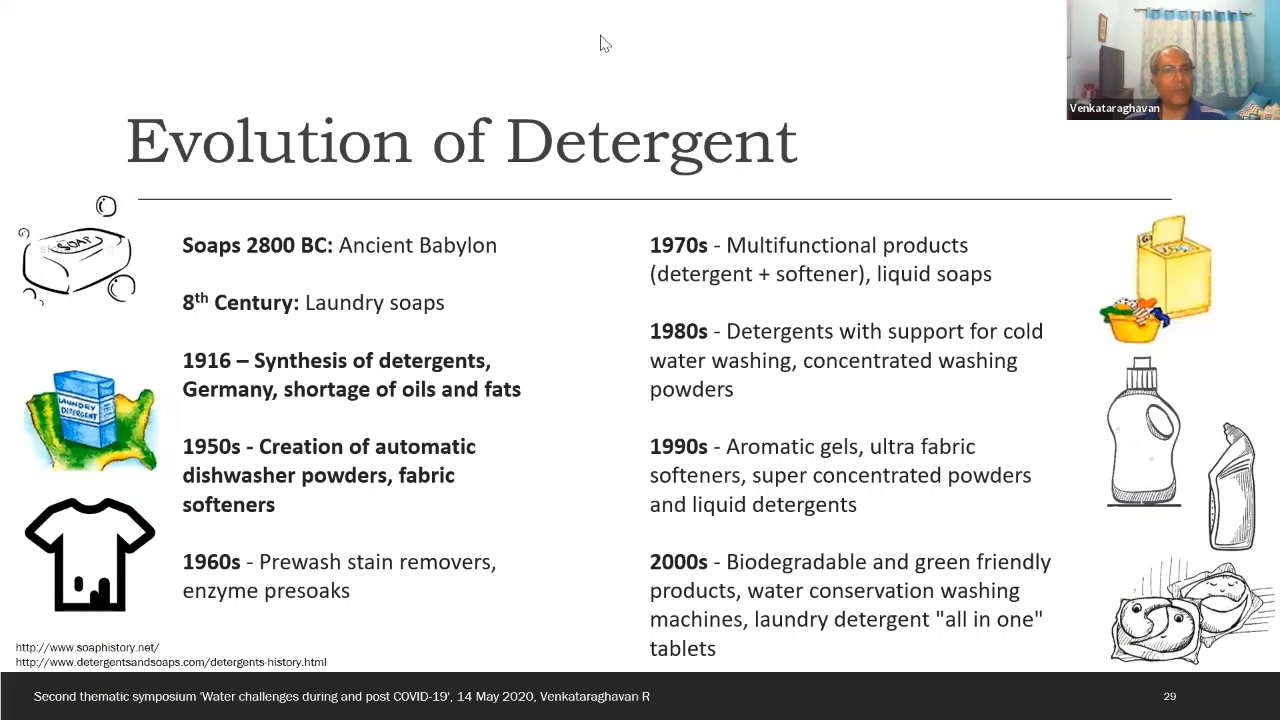 Venkataraghavan
Evolution of Detergent
SOAP
LAUNDRY
DETERGENT
Soaps 2800 BC: Ancient Babylon
8th Century: Laundry soaps
1916 – Synthesis of detergents,
Germany, shortage of oils and fats
1950s - Creation of automatic
dishwasher powders, fabric
softeners
1960s - Prewash stain removers,
enzyme presoaks
1970s - Multifunctional products
(detergent + softener), liquid soaps
1980s - Detergents with support for cold
water washing, concentrated washing
powders
1990s - Aromatic gels, ultra fabric
softeners, super concentrated powders
and liquid detergents
2000s - Biodegradable and green friendly
products, water conservation washing
machines, laundry detergent "all in one"
tablets
http://www.soaphistory.net/
http://www.detergentsandsoaps.com/detergents-history.html
Second thematic symposium 'Water challenges during and post COVID-19', 14 May 2020, Venkataraghavan R
29